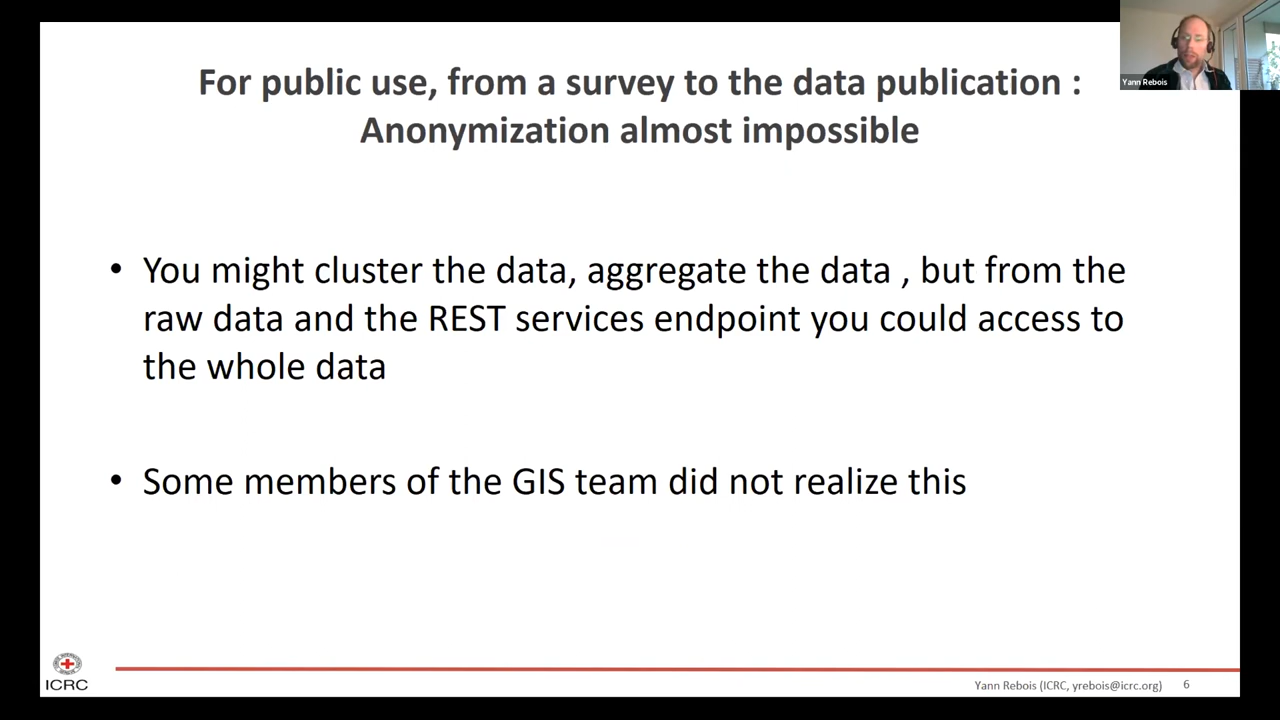 For public use, from a survey to the data publication :
Anonymization almost impossible
Yann Rebois
• You might cluster the data, aggregate the data , but from the
raw data and the REST services endpoint you could access to
the whole data
• Some members of the GIS team did not realize this
ICRC
Yann Rebois (ICRC, yrebois@icrc.org) 6